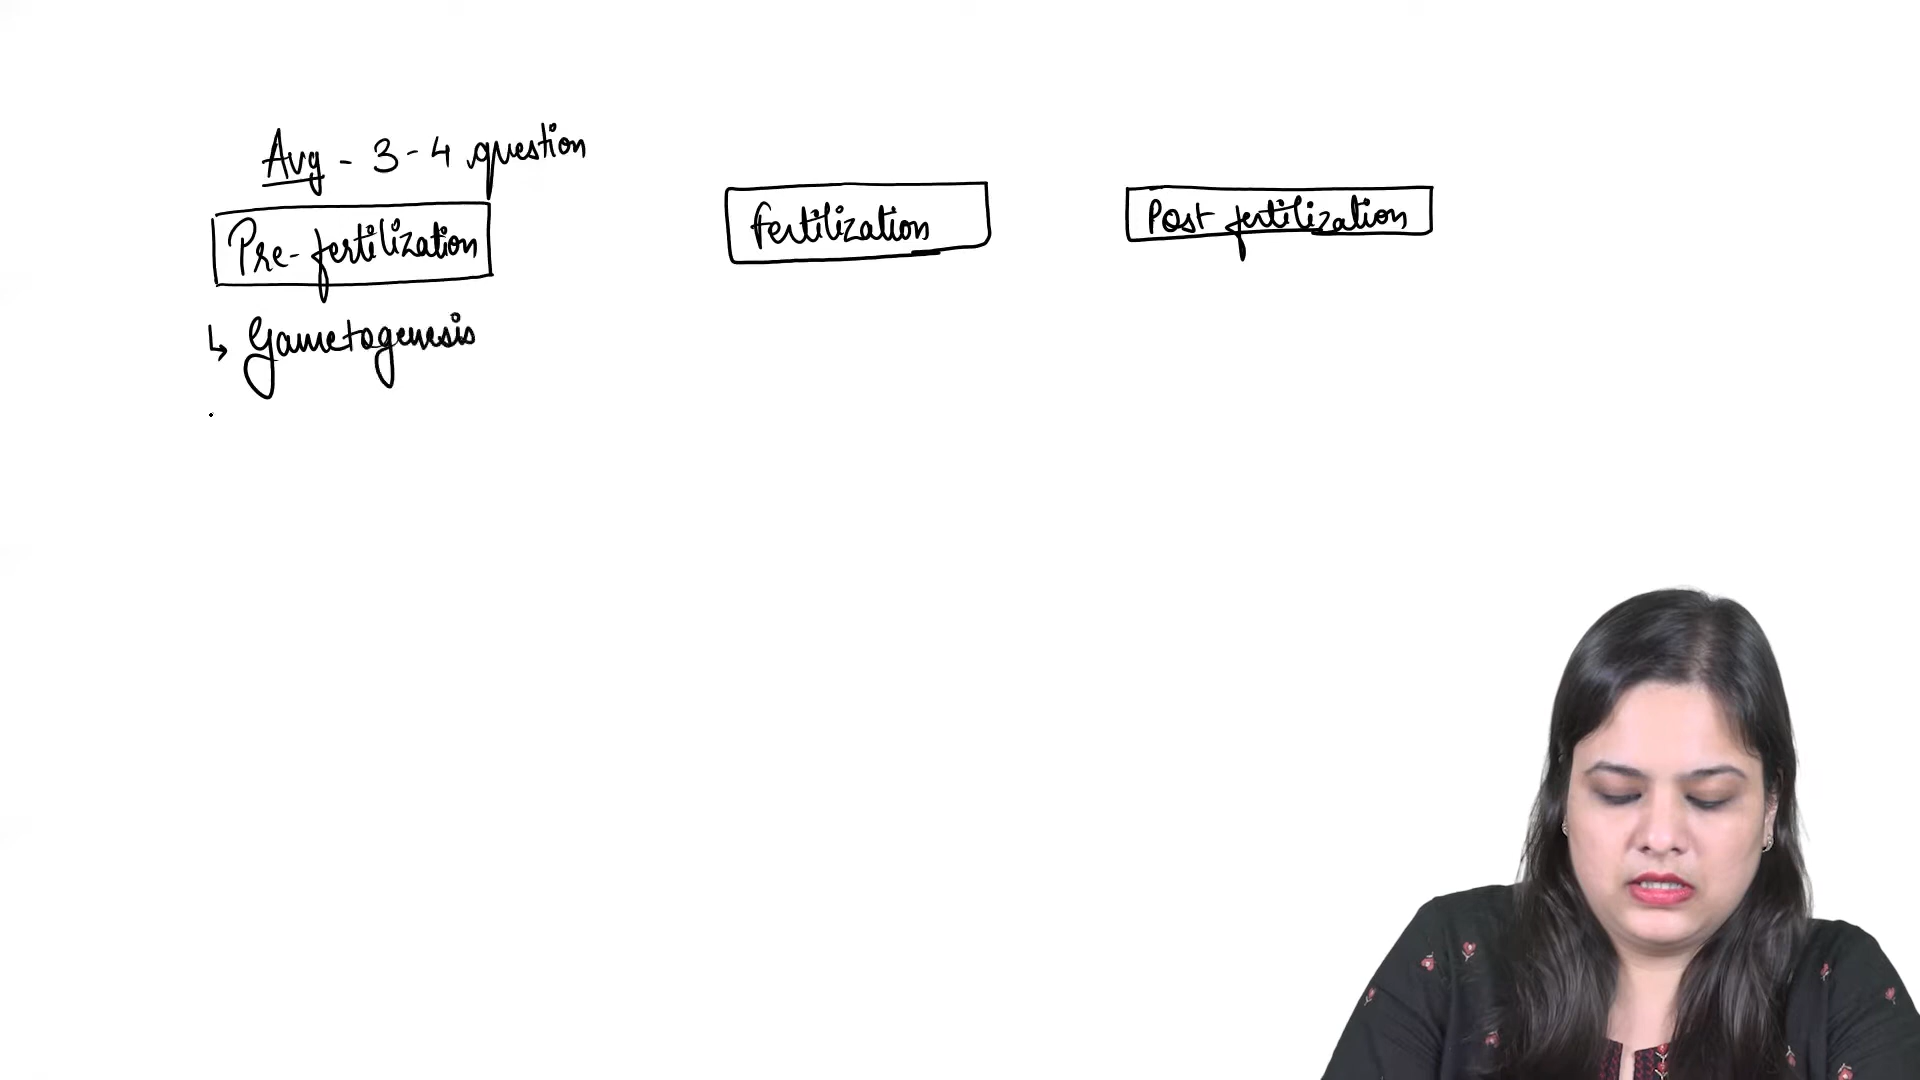 Avg - 3-4 question
Pre-fertilization
fertilization
Post fertilization
↳ Gametogenesis